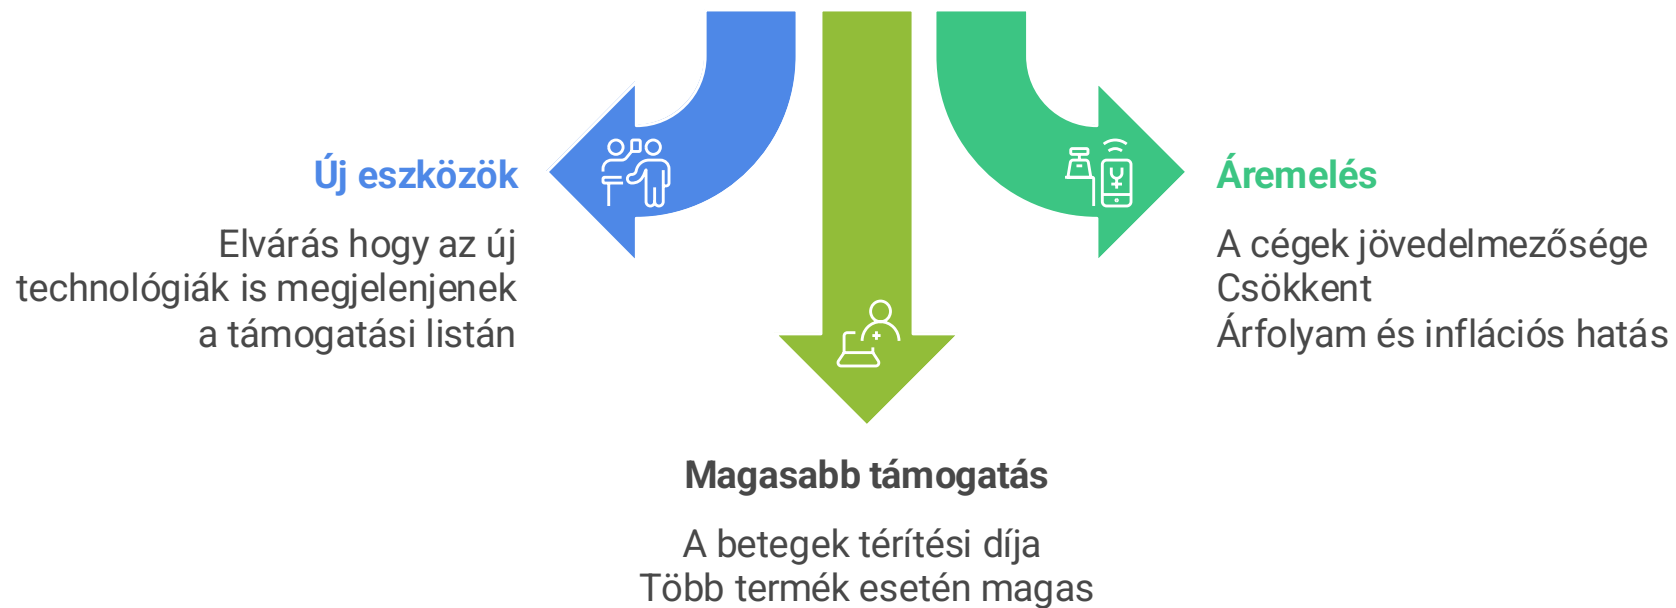 Új eszközök
Elvárás hogy az új
technológiák is megjelenjenek
a támogatási listán
Áremelés
A cégek jövedelmezősége
Csökkent
Árfolyam és inflációs hatás
Magasabb támogatás
A betegek térítési díja
Több termék esetén magas